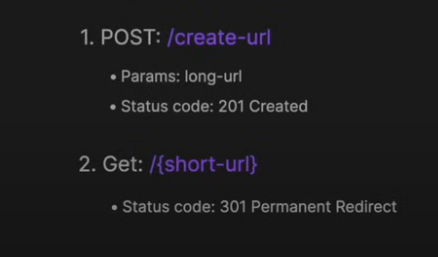 1. POST: /create-url
• Params: long-url
• Status code: 201 Created
2. Get: /{short-url}
• Status code: 301 Permanent Redirect